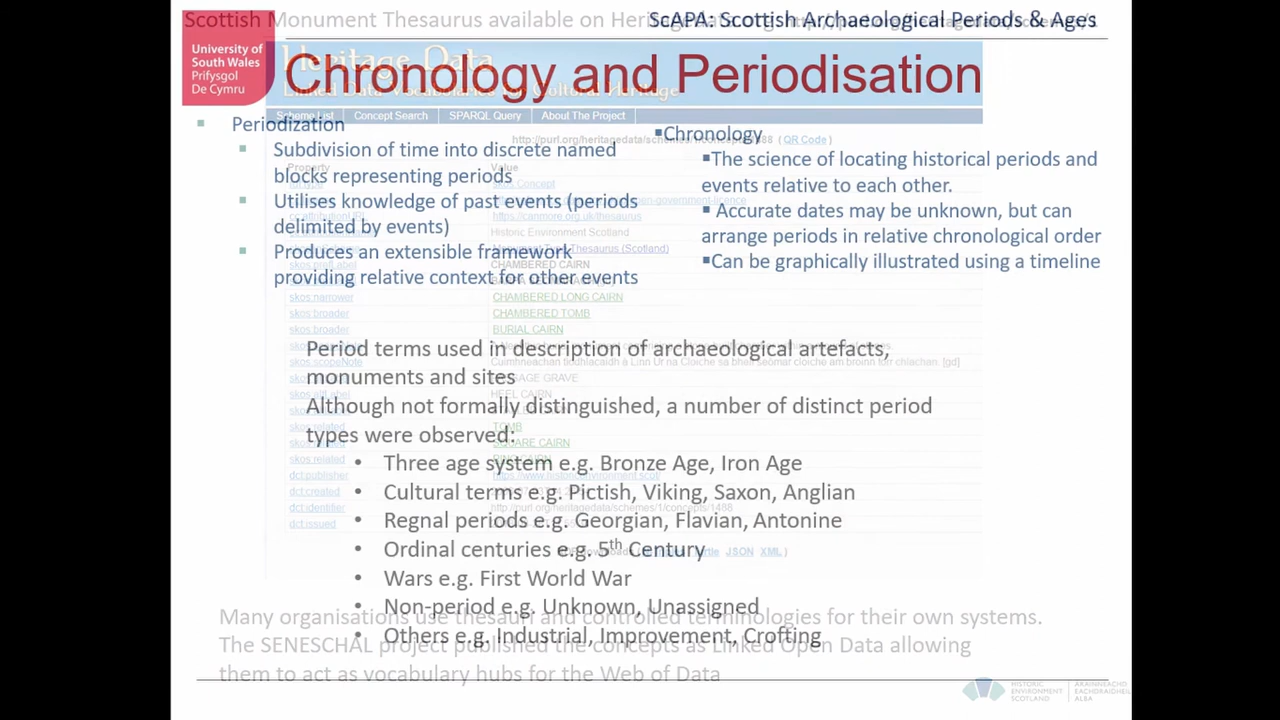 Scottish Monument Thesaurus available on
ScAPA: Scottish Archaeological Periods & Ages
University of
South Wales
Prifysgol
De Cymru
Heritage Data
Linked Data Vocabularies for Cultural Heritage
Chronology and Periodisation
Scheme List Concept Search SPARQL Query About The Project
▪ Periodization
▪ Subdivision of time into discrete named
blocks representing periods
▪ Utilises knowledge of past events (periods
delimited by events)
▪ Produces an extensible framework
providing relative context for other events
▪Chronology
( QR Code )
▪The science of locating historical periods and
events relative to each other.
▪ Accurate dates may be unknown, but can
arrange periods in relative chronological order
▪Can be graphically illustrated using a timeline
Property Value
skos:Concept
https://canmore.org.uk/thesaurus
Historic Environment Scotland
Monument Type Thesaurus (Scotland)
CHAMBERED CAIRN
skos:narrower CHAMBERED LONG CAIRN
skos:broader CHAMBERED TOMB
skos:broader BURIAL CAIRN
skos:scopeNote
HEEL CAIRN
TOMB
SQUARE CAIRN
skos:related
dct:publisher https://www.historicenvironment.scot/
dct:created
dct:identifier http://purl.org/heritagedata/schemes/1/concepts/1488
dct:issued
JSON XML )
Period terms used in description of archaeological artefacts,
monuments and sites
Although not formally distinguished, a number of distinct period
types were observed:
• Three age system e.g. Bronze Age, Iron Age
• Cultural terms e.g. Pictish, Viking, Saxon, Anglian
• Regnal periods e.g. Georgian, Flavian, Antonine
• Ordinal centuries e.g. 5th Century
• Wars e.g. First World War
• Non-period e.g. Unknown, Unassigned
• Others e.g. Industrial, Improvement, Crofting
Many organisations use thesauri and controlled terminologies for their own systems.
The SENESCHAL project published the concepts as Linked Open Data allowing
them to act as vocabulary hubs for the Web of Data
HISTORIC
ENVIRONMENT
SCOTLAND
ÀRAINNEACHD
EACHDRAIDHEIL
ALBA